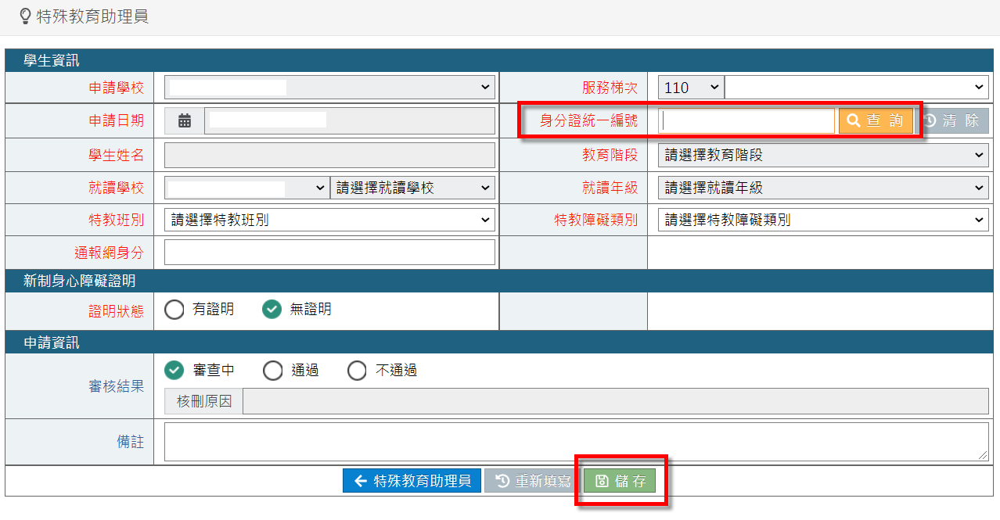 特殊教育助理員
學生資訊
申請學校 服務梯次 110
申請日期 身分證統一編號 查 詢 清 除
學生姓名 教育階段 請選擇教育階段
就讀學校 請選擇就讀學校 就讀年級 請選擇就讀年級
特教班別 請選擇特教班別 特教障礙類別 請選擇特教障礙類別
通報網身分
新制身心障礙證明
證明狀態 有證明 無證明
申請資訊
審核結果 審查中 通過 不通過
核刪原因
備註
特殊教育助理員 重新填寫 儲 存